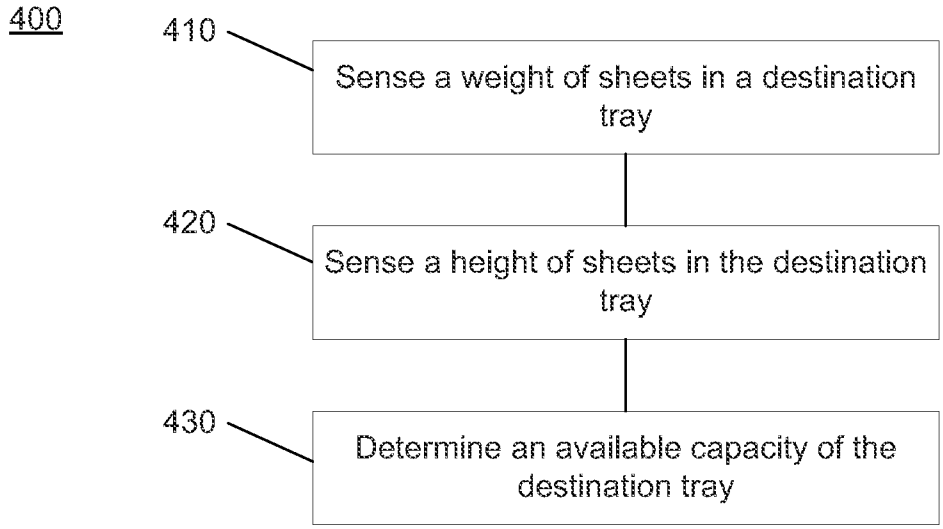 400
410
Sense a weight of sheets in a destination
tray
420
Sense a height of sheets in the destination
tray
430
Determine an available capacity of the
destination tray